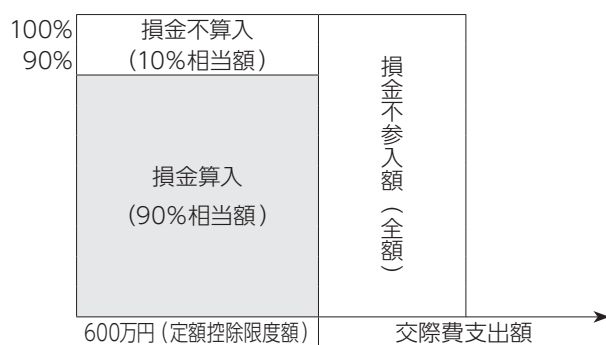 100%
90%
損金不算入
(10%相当額)
損金算入
(90%相当額)
損金不参入額(全額)
600万円(定額控除限度額)
交際費支出額